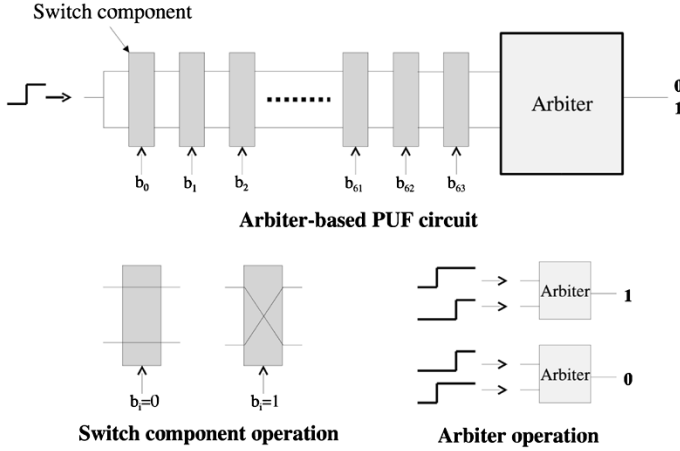 Switch component
Arbiter
0
1
b0 b1 b2 b61 b62 b63
Arbiter-based PUF circuit
Arbiter 1
Arbiter 0
bi=0 bi=1
Switch component operation
Arbiter operation